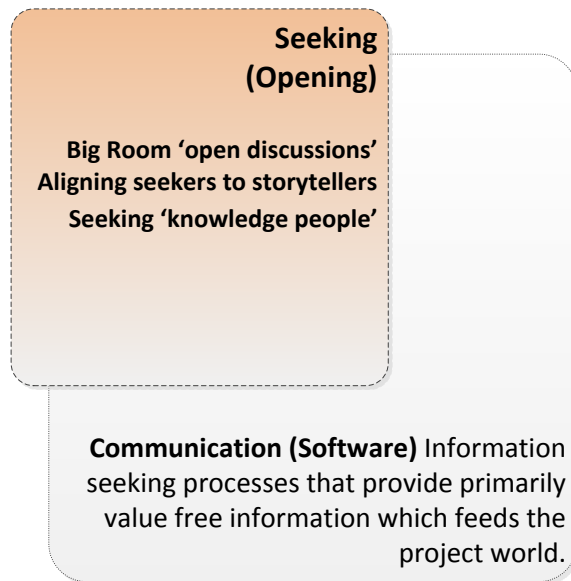 Seeking
(Opening)
Big Room ‘open discussions’
Aligning seekers to storytellers
Seeking ‘knowledge people’
Communication (Software) Information
seeking processes that provide primarily
value free information which feeds the
project world.